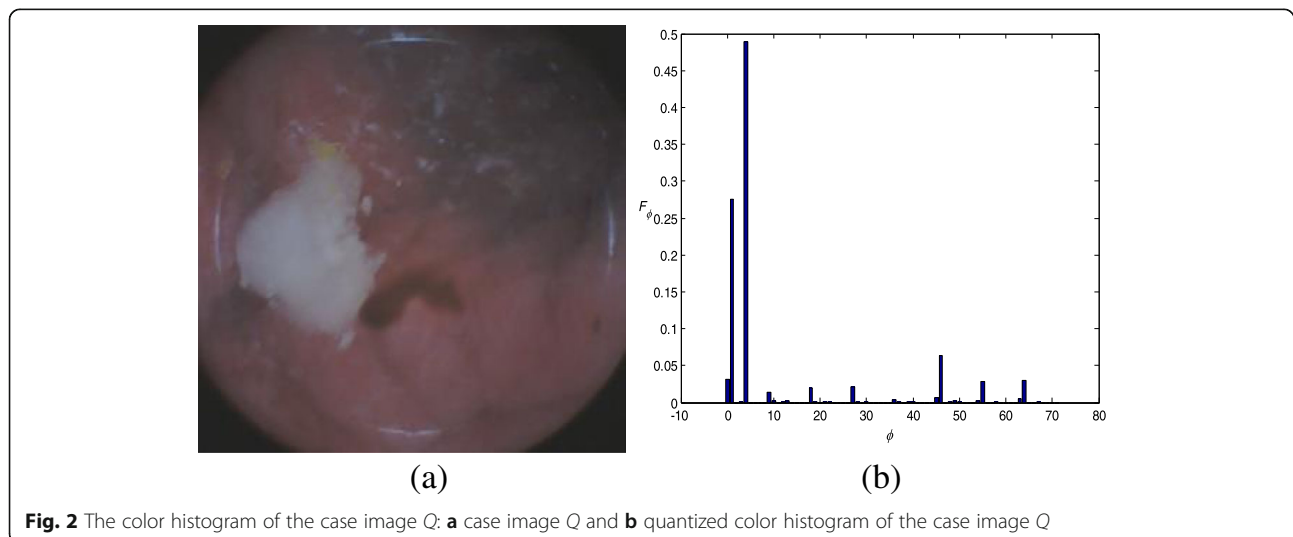 0.5
0.45
0.4
0.35
0.3
0.25
0.2
0.15
0.1
0.05
0
F_ϕ
-10 0 10 20 30 40 50 60 70 80
ϕ
(a) (b)
Fig. 2 The color histogram of the case image Q: a case image Q and b quantized color histogram of the case image Q